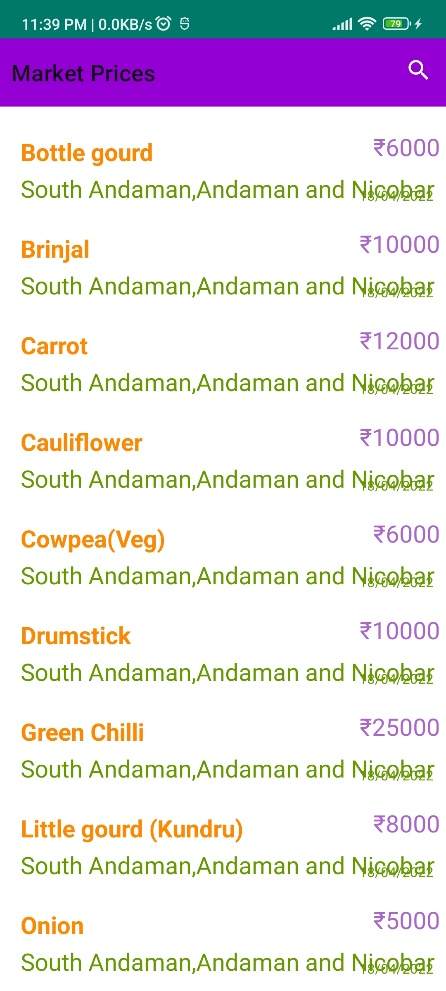 11:39 PM | 0.0KB/s
79
Market Prices
Bottle gourd
₹6000
South Andaman,Andaman and Nicobar
18/04/2022
Brinjal
₹10000
South Andaman,Andaman and Nicobar
18/04/2022
Carrot
₹12000
South Andaman,Andaman and Nicobar
18/04/2022
Cauliflower
₹10000
South Andaman,Andaman and Nicobar
18/04/2022
Cowpea(Veg)
₹6000
South Andaman,Andaman and Nicobar
18/04/2022
Drumstick
₹10000
South Andaman,Andaman and Nicobar
18/04/2022
Green Chilli
₹25000
South Andaman,Andaman and Nicobar
18/04/2022
Little gourd (Kundru)
₹8000
South Andaman,Andaman and Nicobar
18/04/2022
Onion
₹5000
South Andaman,Andaman and Nicobar
18/04/2022